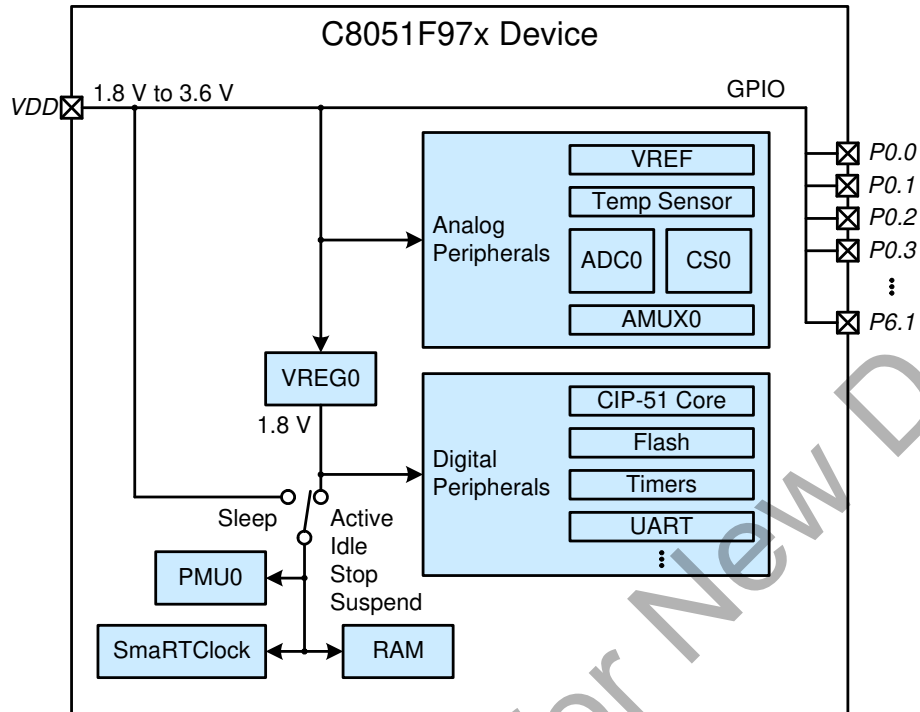 C8051F97x Device
VDD
1.8 V to 3.6 V
GPIO
P0.0
P0.1
P0.2
P0.3
P6.1
Analog
Peripherals
VREF
Temp Sensor
ADC0
CS0
AMUX0
VREG0
1.8 V
Digital
Peripherals
CIP-51 Core
Flash
Timers
UART
Sleep
Active
Idle
Stop
Suspend
PMU0
SmaRTClock
RAM
for New D